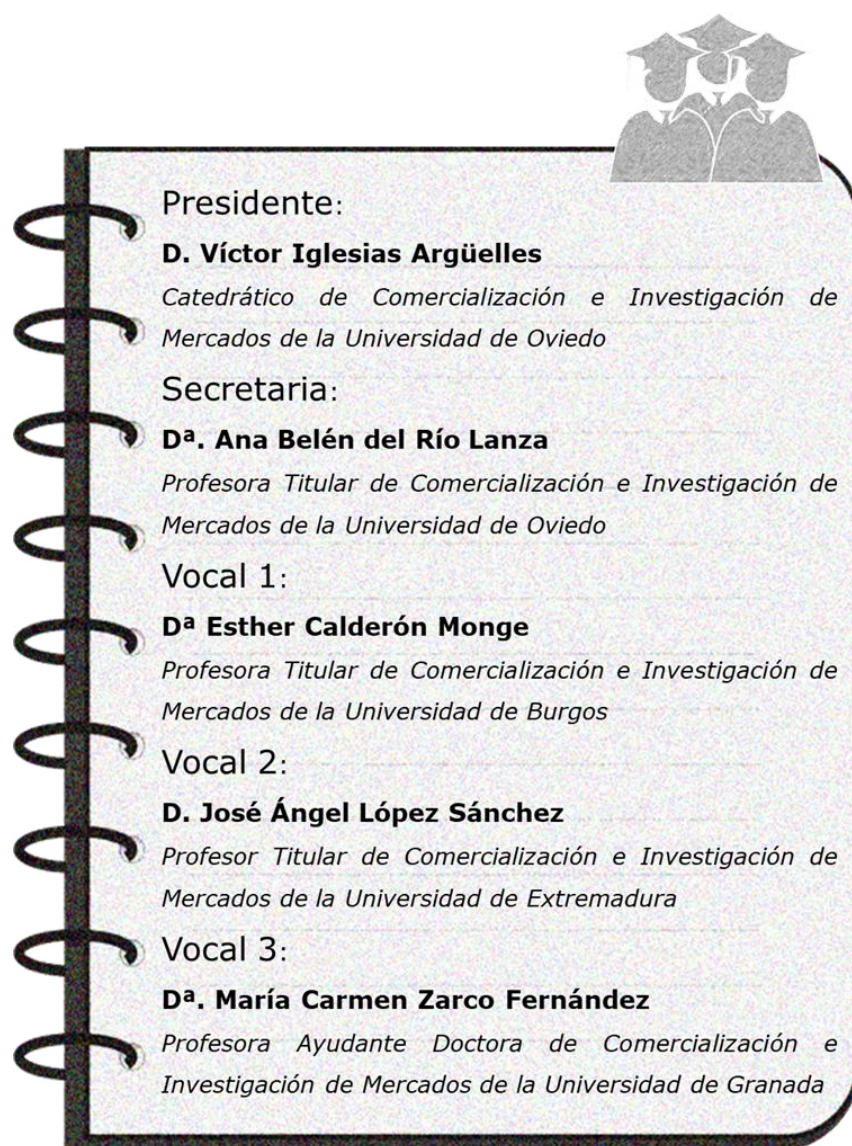 Presidente:
D. Víctor Iglesias Argüelles
Catedrático de Comercialización e Investigación de
Mercados de la Universidad de Oviedo
Secretaria:
Dª. Ana Belén del Río Lanza
Profesora Titular de Comercialización e Investigación de
Mercados de la Universidad de Oviedo
Vocal 1:
Dª Esther Calderón Monge
Profesora Titular de Comercialización e Investigación de
Mercados de la Universidad de Burgos
Vocal 2:
D. José Ángel López Sánchez
Profesor Titular de Comercialización e Investigación de
Mercados de la Universidad de Extremadura
Vocal 3:
Dª. María Carmen Zarco Fernández
Profesora Ayudante Doctora de Comercialización e
Investigación de Mercados de la Universidad de Granada